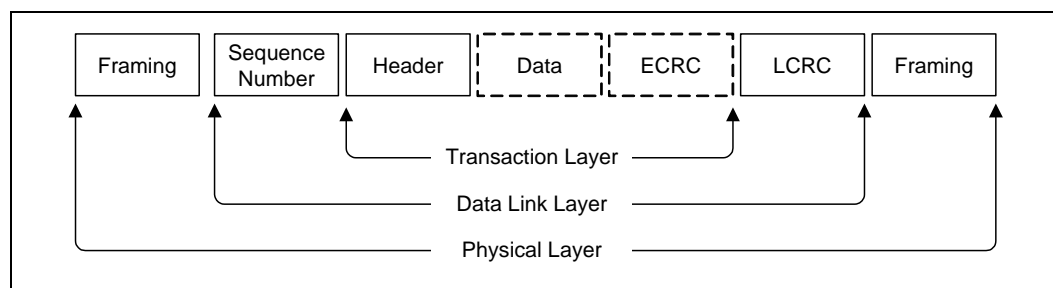 Framing
Sequence
Number
Header
Data
ECRC
LCRC
Framing
Transaction Layer
Data Link Layer
Physical Layer